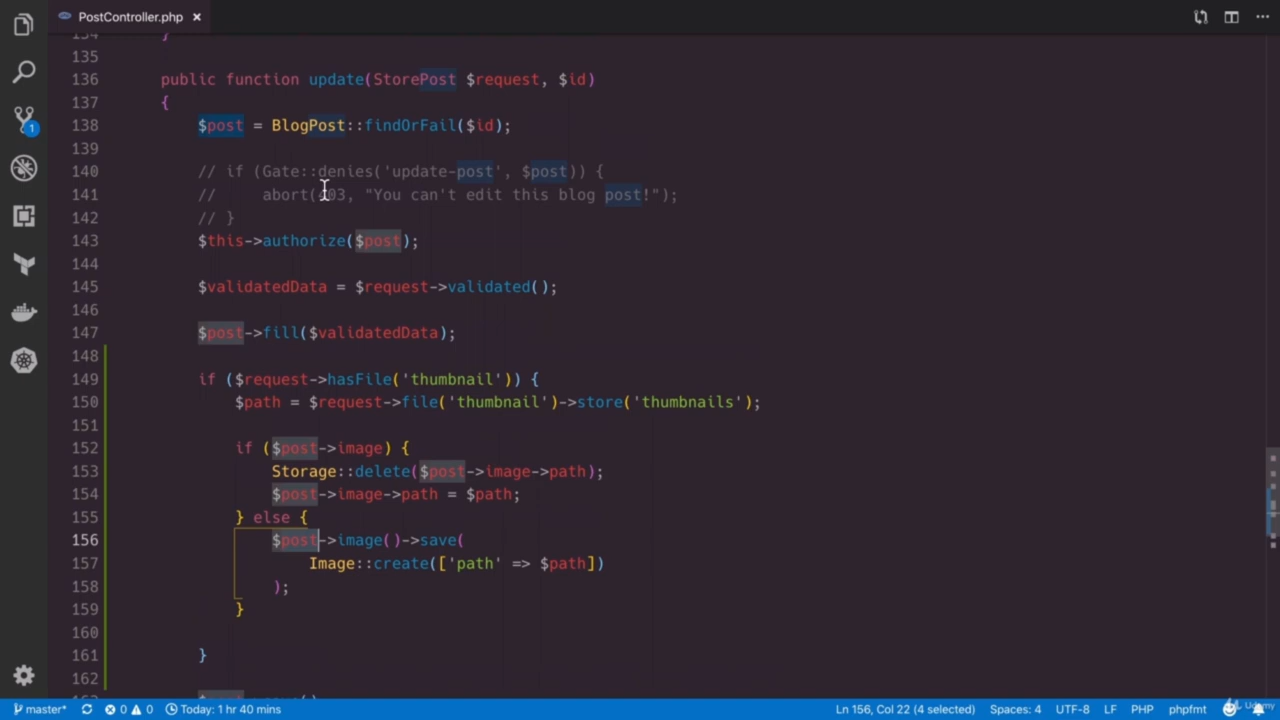 PostController.php ×
134 }
135
136 public function update(StorePost $request, $id)
137 {
138 $post = BlogPost::findOrFail($id);
139
140 // if (Gate::denies('update-post', $post)) {
141 // abort(403, "You can't edit this blog post!");
142 // }
143 $this->authorize($post);
144
145 $validatedData = $request->validated();
146
147 $post->fill($validatedData);
148
149 if ($request->hasFile('thumbnail')) {
150 $path = $request->file('thumbnail')->store('thumbnails');
151
152 if ($post->image) {
153 Storage::delete($post->image->path);
154 $post->image->path = $path;
155 } else {
156 $post->image()->save(
157 Image::create(['path' => $path])
158 );
159 }
160
161 }
162
1
master* 0 0 Today: 1 hr 40 mins Ln 156, Col 22 (4 selected) Spaces: 4 UTF-8 LF PHP phpfmt